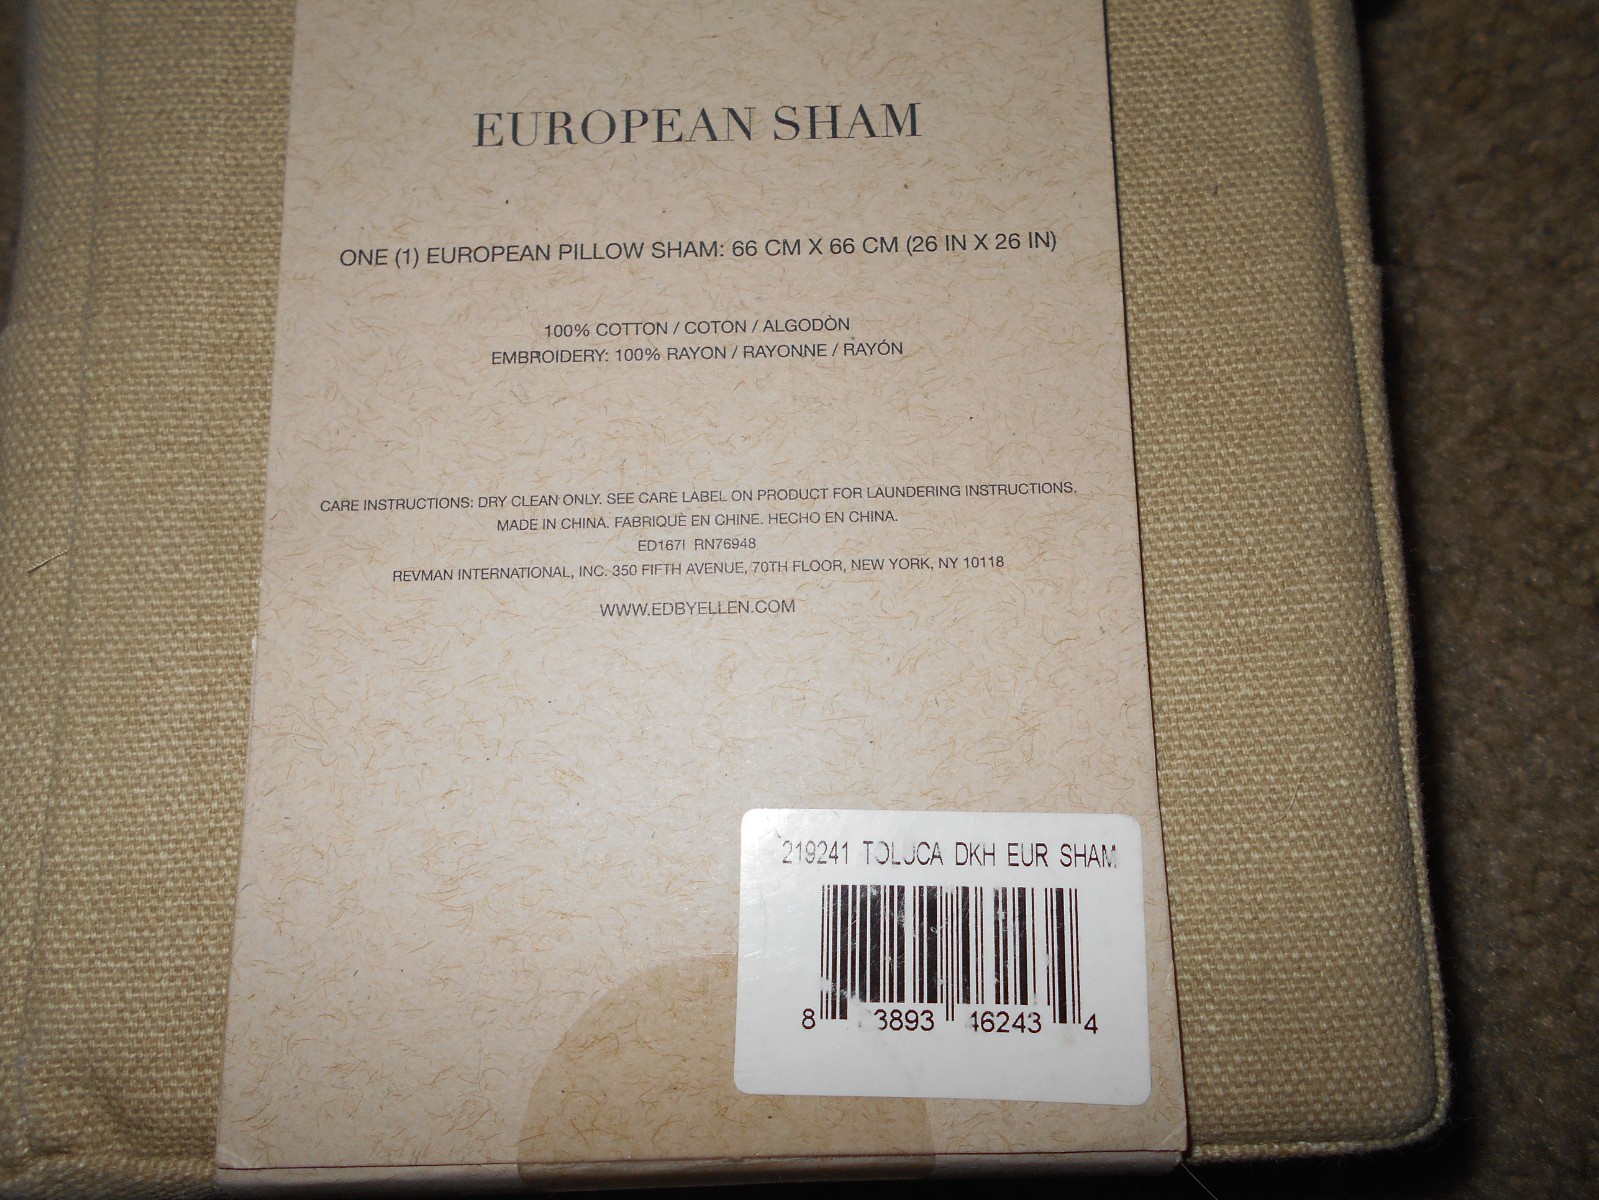 EUROPEAN SHAM
ONE (1) EUROPEAN PILLOW SHAM: 66 CM X 66 CM (26 IN X 26 IN)
100% COTTON / COTON / ALGODÒN
EMBROIDERY: 100% RAYON / RAYONNE / RAYÓN
CARE INSTRUCTIONS: DRY CLEAN ONLY. SEE CARE LABEL ON PRODUCT FOR LAUNDERING INSTRUCTIONS.
MADE IN CHINA. FABRIQUÈ EN CHINE. HECHO EN CHINA.
ED167I RN76948
REVMAN INTERNATIONAL, INC. 350 FIFTH AVENUE, 70TH FLOOR, NEW YORK, NY 10118
WWW.EDBYELLEN.COM
219241 TOLUCA DKH EUR SHAM
8 3893 46243 4